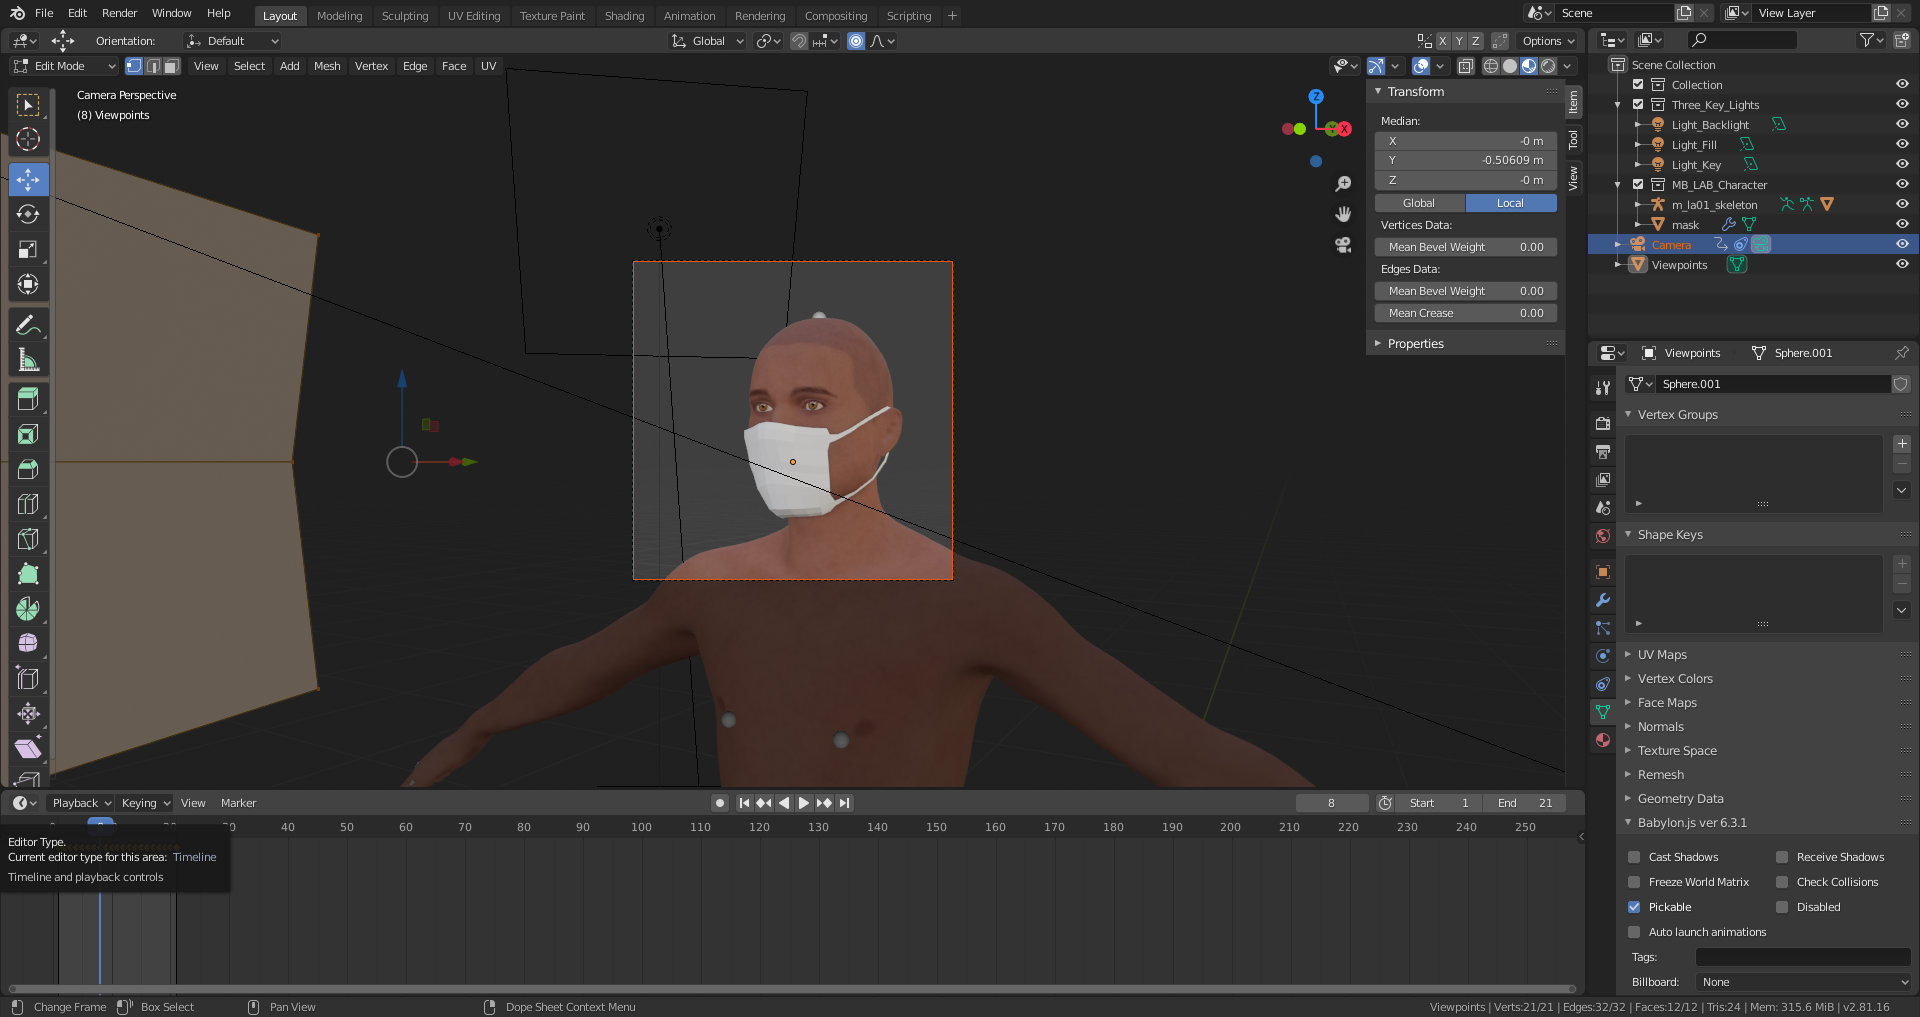 File Edit Render Window Help Layout Modeling Sculpting UV Editing Texture Paint Shading Animation Rendering Compositing Scripting + Scene View Layer
Orientation: Default Global X Y Z Options
Edit Mode View Select Add Mesh Vertex Edge Face UV
Camera Perspective
(8) Viewpoints
Z
X
Transform
Median:
X -0 m
Y -0.50609 m
Z -0 m
Global Local
Vertices Data:
Mean Bevel Weight 0.00
Edges Data:
Mean Bevel Weight 0.00
Mean Crease 0.00
Properties
Item
Tool
View
Scene Collection
Collection
Three_Key_Lights
Light_Backlight
Light_Fill
Light_Key
MB_LAB_Character
m_la01_skeleton
mask
Camera
Viewpoints
Viewpoints Sphere.001
Sphere.001
Vertex Groups
Shape Keys
UV Maps
Vertex Colors
Face Maps
Normals
Texture Space
Remesh
Geometry Data
Babylon.js ver 6.3.1
Cast Shadows Receive Shadows
Freeze World Matrix Check Collisions
Pickable Disabled
Auto launch animations
Tags:
Billboard: None
Playback Keying View Marker 8 Start 1 End 21
40 50 60 70 80 90 100 110 120 130 140 150 160 170 180 190 200 210 220 230 240 250
Editor Type.
Current editor type for this area: Timeline
Timeline and playback controls
Change Frame Box Select Pan View Dope Sheet Context Menu Viewpoints | Verts:21/21 | Edges:32/32 | Faces:12/12 | Tris:24 | Mem: 315.6 MiB | v2.81.16